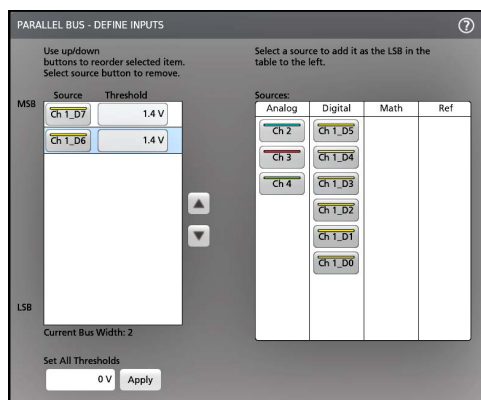 PARALLEL BUS - DEFINE INPUTS
?
Use up/down
buttons to reorder selected item.
Select source button to remove.
Select a source to add it as the LSB in the
table to the left.
Source Threshold
MSB
Ch 1_D7 1.4 V
Ch 1_D6 1.4 V
LSB
Current Bus Width: 2
Set All Thresholds
0 V Apply
Sources:
Analog Digital Math Ref
Ch 2 Ch 1_D5
Ch 3 Ch 1_D4
Ch 4 Ch 1_D3
Ch 1_D2
Ch 1_D1
Ch 1_D0